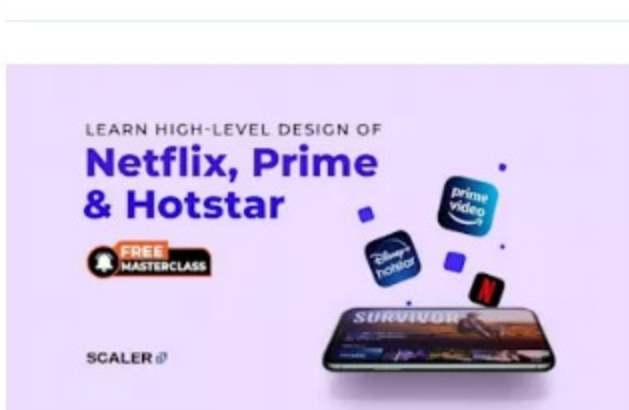 LEARN HIGH-LEVEL DESIGN OF
Netflix, Prime
& Hotstar
FREE
MASTERCLASS
prime
video
Disney+
hotstar
N
SURVIVOR
SCALER